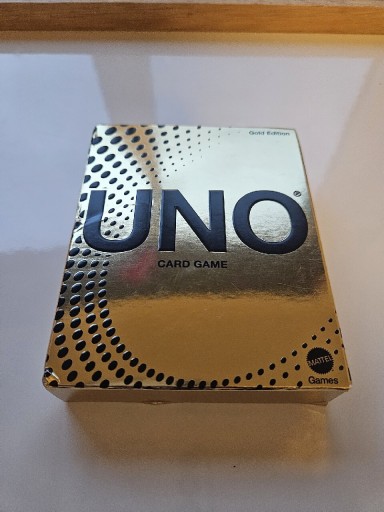 Gold Edition
UNO®
CARD GAME
MATTEL
Games